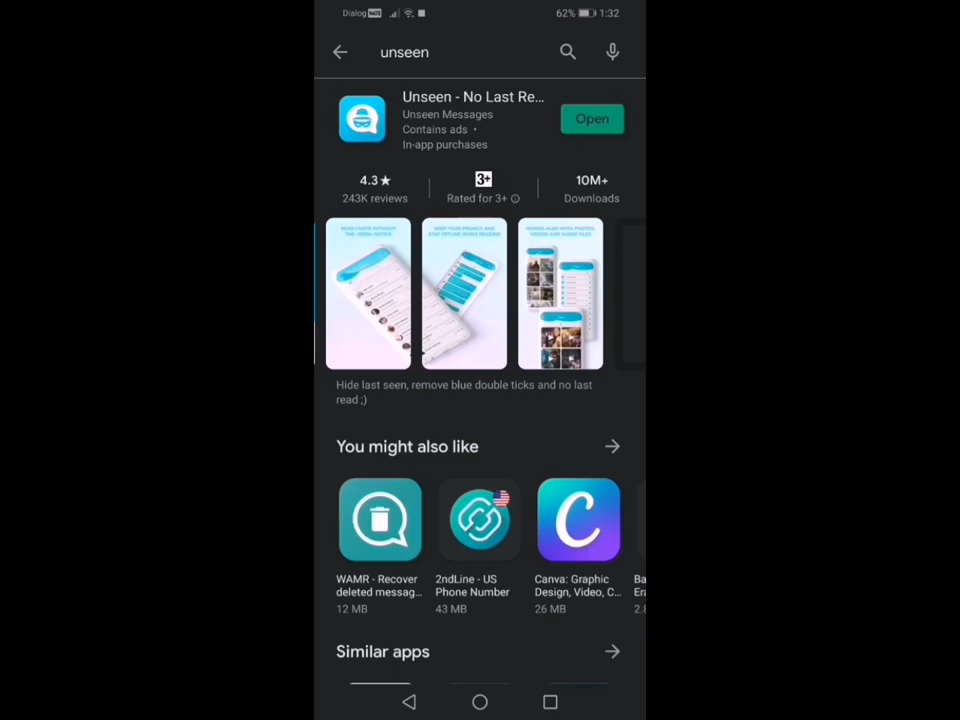 Dialog VoLTE 62% 1:32
unseen
Unseen - No Last Re...
Unseen Messages
Contains ads •
In-app purchases
Open
4.3★ 3+ 10M+
243K reviews Rated for 3+ Downloads
READ CHATS WITHOUT
THE «SEEN» NOTICE
KEEP YOUR PRIVACY AND
STAY OFFLINE WHILE READING
WORKS ALSO WITH PHOTOS,
VIDEOS AND AUDIO FILES
Hide last seen, remove blue double ticks and no last
read ;)
You might also like
WAMR - Recover
deleted messag...
12 MB
2ndLine - US
Phone Number
43 MB
Canva: Graphic
Design, Video, C...
26 MB
Ba
Era
2.8
Similar apps